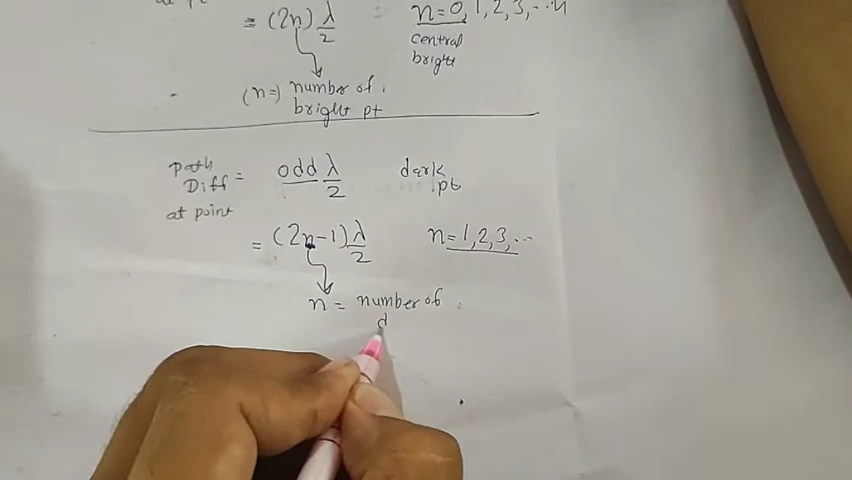 = (2n) λ/2 n=0,1,2,3,...
central
bright
(n=) number of
bright pt
Path
Diff = odd λ/2 dark pt
at point
= (2n-1) λ/2 n=1,2,3,...
n = number of
d